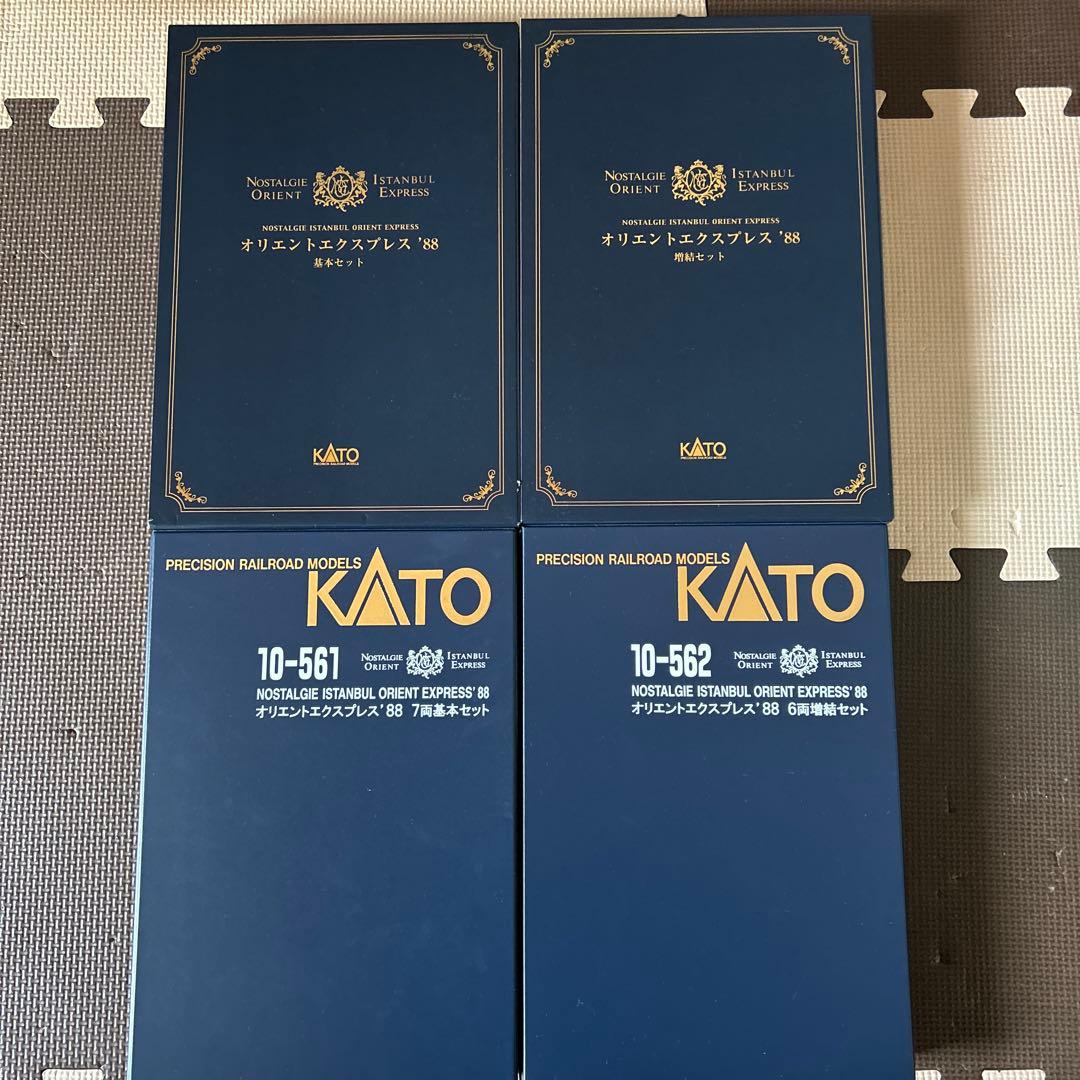 NOSTALGIE ISTANBUL
ORIENT EXPRESS
NOSTALGIE ISTANBUL ORIENT EXPRESS
オリエントエクスプレス '88
基本セット
KATO
PRECISION RAILROAD MODELS
NOSTALGIE ISTANBUL
ORIENT EXPRESS
NOSTALGIE ISTANBUL ORIENT EXPRESS
オリエントエクスプレス '88
増結セット
KATO
PRECISION RAILROAD MODELS
PRECISION RAILROAD MODELS
KATO
10-561 NOSTALGIE ISTANBUL
ORIENT EXPRESS
NOSTALGIE ISTANBUL ORIENT EXPRESS'88
オリエントエクスプレス'88 7両基本セット
PRECISION RAILROAD MODELS
KATO
10-562 NOSTALGIE ISTANBUL
ORIENT EXPRESS
NOSTALGIE ISTANBUL ORIENT EXPRESS'88
オリエントエクスプレス'88 6両増結セット